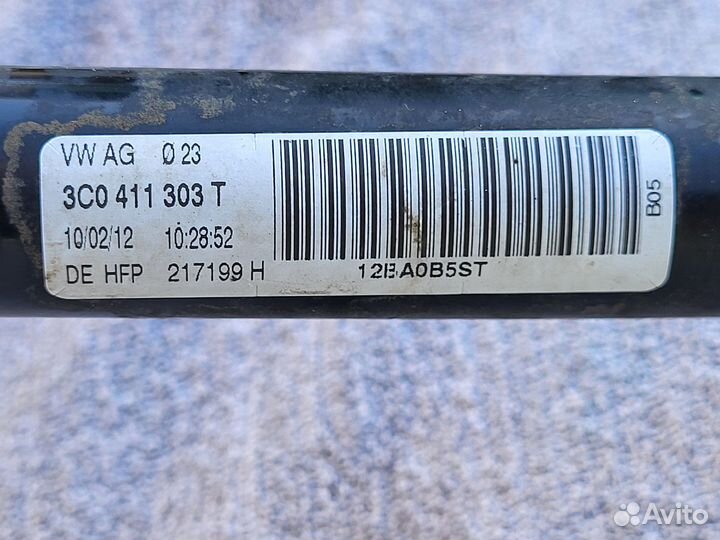 VW AG Ø 23
3C0 411 303 T
10/02/12 10:28:52
DE HFP 217199 H
12BA0B5ST
B05
Avito